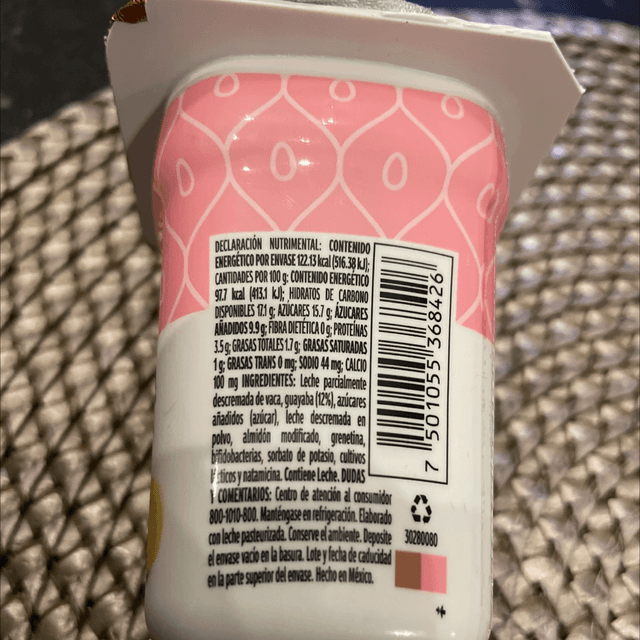 DECLARACIÓN NUTRIMENTAL: CONTENIDO
ENERGÉTICO POR ENVASE 122.13 kcal (516.38 kJ);
CANTIDADES POR 100 g: CONTENIDO ENERGÉTICO
97.7 kcal (413.1 kJ); HIDRATOS DE CARBONO
DISPONIBLES 17.1 g; AZÚCARES 15.7 g; AZÚCARES
AÑADIDOS 9.9 g; FIBRA DIETÉTICA 0 g; PROTEÍNAS
3.5 g; GRASAS TOTALES 1.7 g; GRASAS SATURADAS
1 g; GRASAS TRANS 0 mg; SODIO 44 mg; CALCIO
100 mg INGREDIENTES: Leche parcialmente
descremada de vaca, guayaba (12%), azúcares
añadidos (azúcar), leche descremada en
polvo, almidón modificado, grenetina,
bifidobacterias, sorbato de potasio, cultivos
lácticos y natamicina. Contiene Leche. DUDAS
Y COMENTARIOS: Centro de atención al consumidor
800-1010-800. Manténgase en refrigeración. Elaborado
con leche pasteurizada. Conserve el ambiente. Deposite
el envase vacío en la basura. Lote y fecha de caducidad
en la parte superior del envase. Hecho en México.
7 501055 368426
30280080